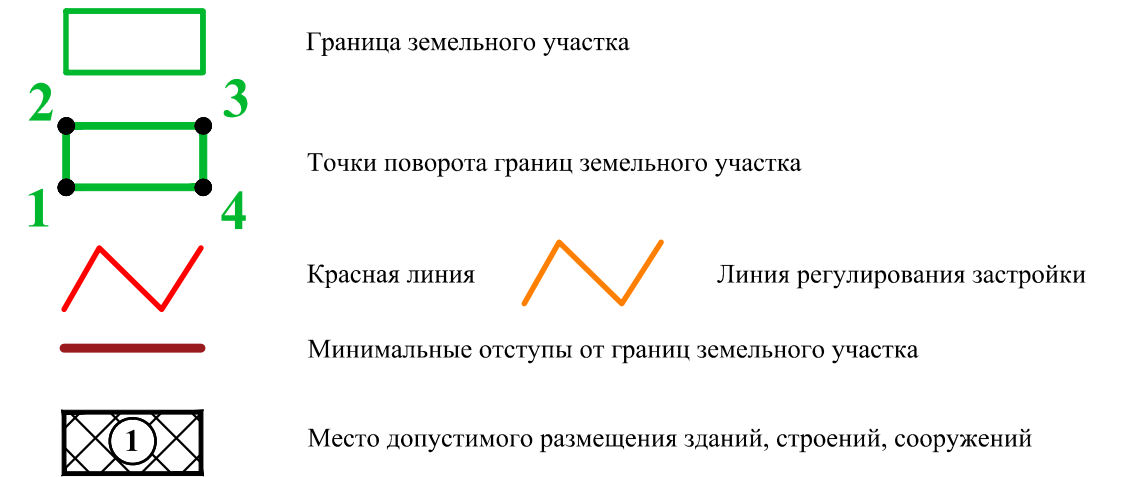 Граница земельного участка
2 3
Точки поворота границ земельного участка
1 4
Красная линия Линия регулирования застройки
Минимальные отступы от границ земельного участка
1 Место допустимого размещения зданий, строений, сооружений